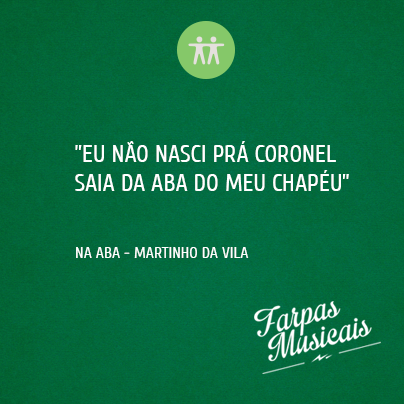 "EU NÃO NASCI PRÁ CORONEL
SAIA DA ABA DO MEU CHAPÉU"
NA ABA - MARTINHO DA VILA
Farpas
Musicais